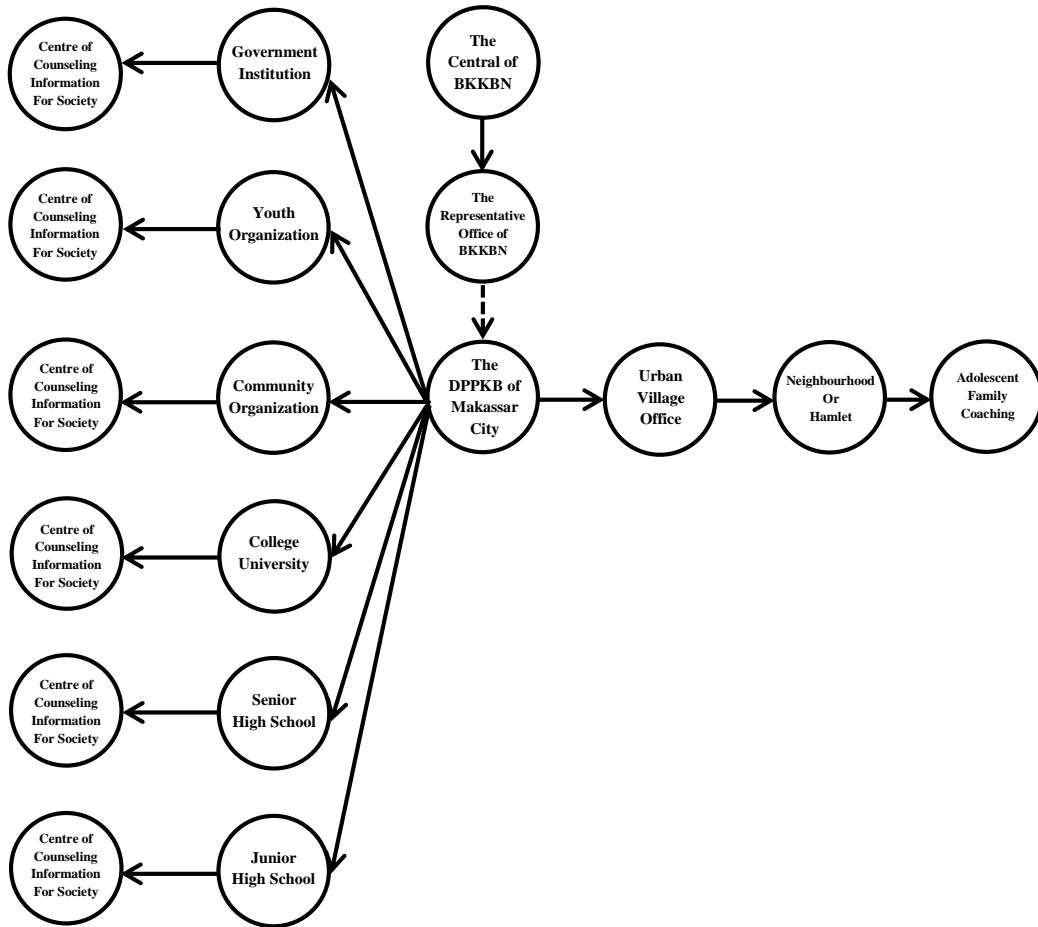 Centre of
Counseling
Information
For Society
Government
Institution
The
Central of
BKKBN
Centre of
Counseling
Information
For Society
Youth
Organization
The
Representative
Office of
BKKBN
Centre of
Counseling
Information
For Society
Community
Organization
The
DPPKB of
Makassar
City
Urban
Village
Office
Neighbourhood
Or
Hamlet
Adolescent
Family
Coaching
Centre of
Counseling
Information
For Society
College
University
Centre of
Counseling
Information
For Society
Senior
High School
Centre of
Counseling
Information
For Society
Junior
High School